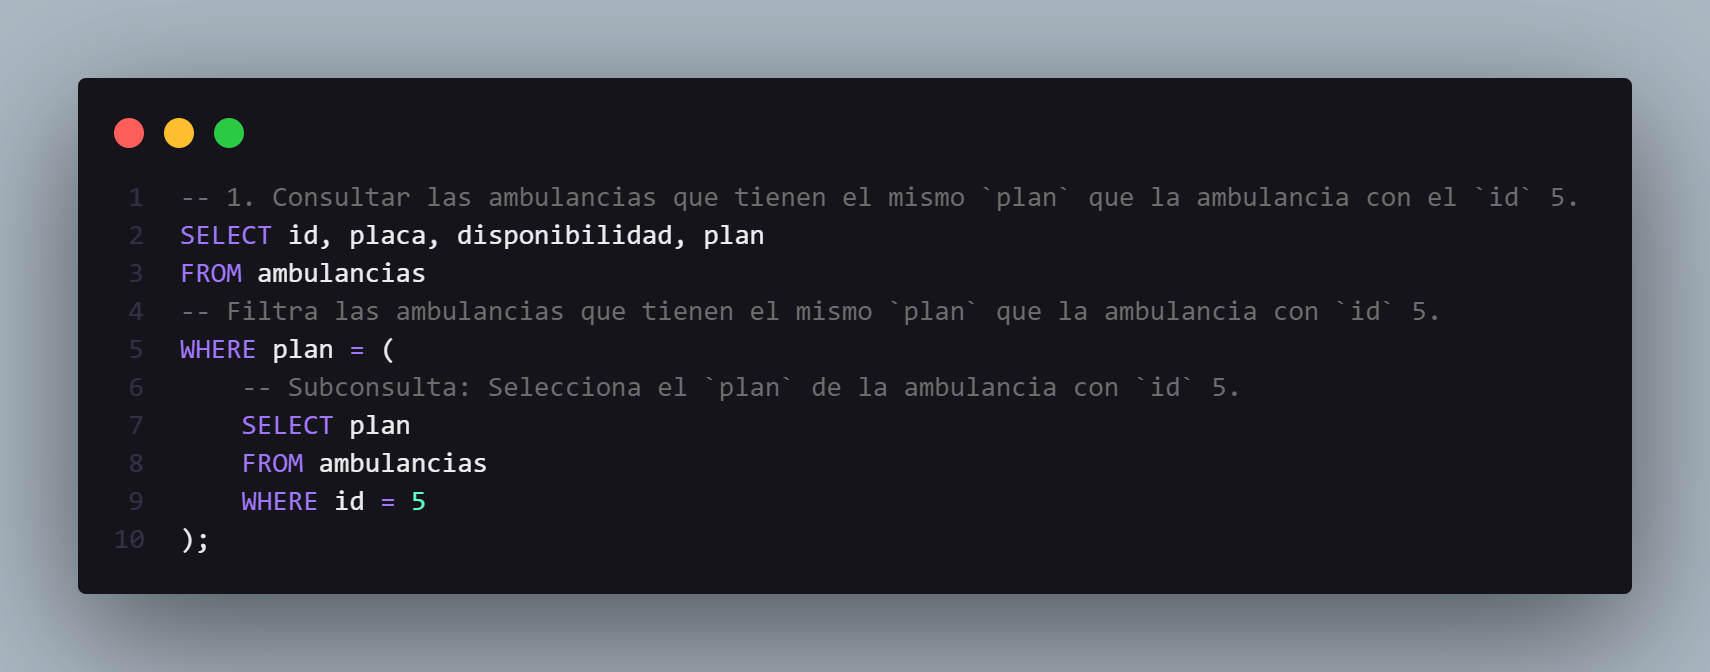 1 -- 1. Consultar las ambulancias que tienen el mismo `plan` que la ambulancia con el `id` 5.
2 SELECT id, placa, disponibilidad, plan
3 FROM ambulancias
4 -- Filtra las ambulancias que tienen el mismo `plan` que la ambulancia con `id` 5.
5 WHERE plan = (
6     -- Subconsulta: Selecciona el `plan` de la ambulancia con `id` 5.
7     SELECT plan
8     FROM ambulancias
9     WHERE id = 5
10 );